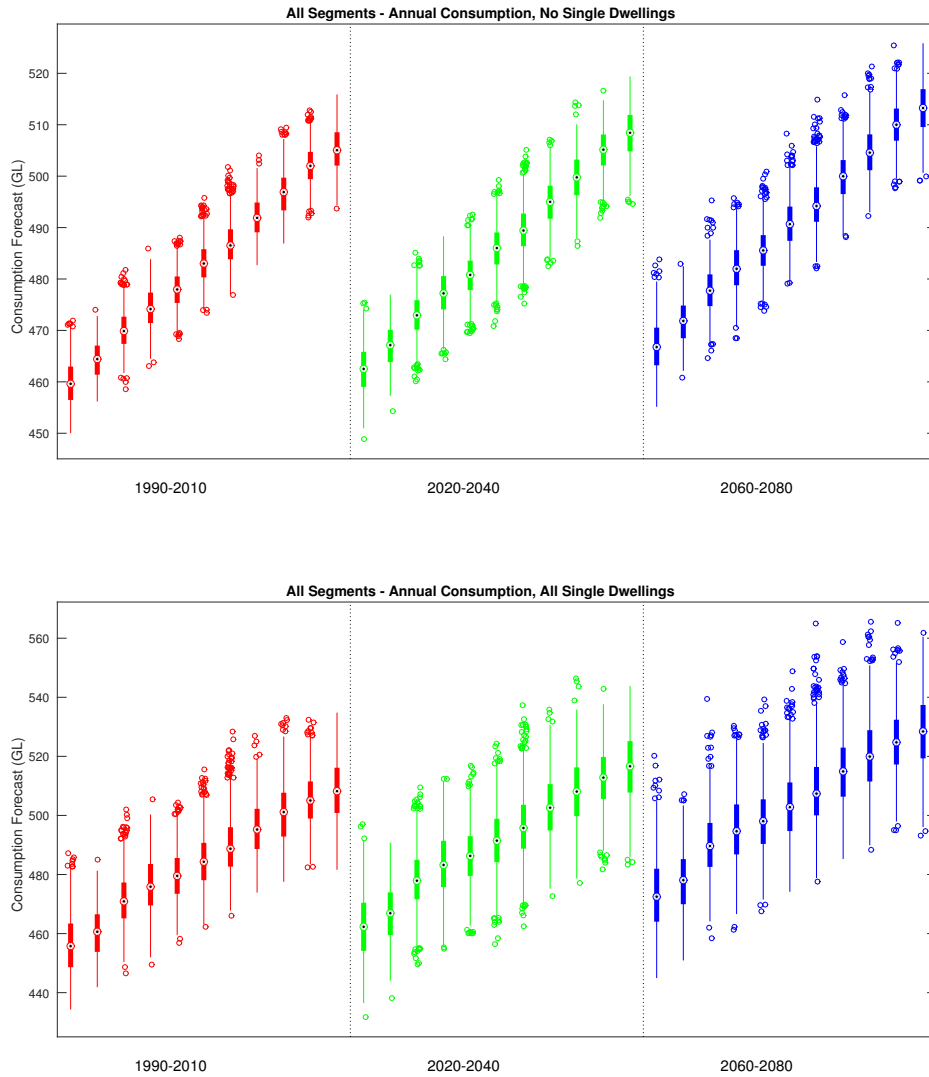 All Segments - Annual Consumption, No Single Dwellings
Consumption Forecast (GL)
520
510
500
490
480
470
460
450
1990-2010 2020-2040 2060-2080
All Segments - Annual Consumption, All Single Dwellings
Consumption Forecast (GL)
560
540
520
500
480
460
440
1990-2010 2020-2040 2060-2080